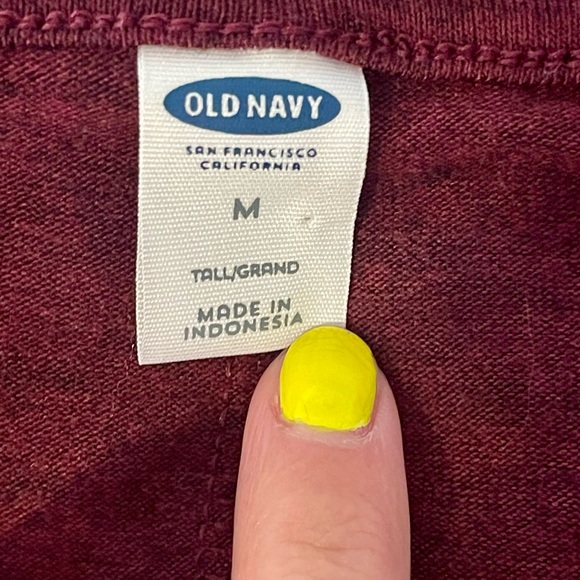 OLD NAVY
SAN FRANCISCO
CALIFORNIA
M
TALL/GRAND
MADE IN
INDONESIA